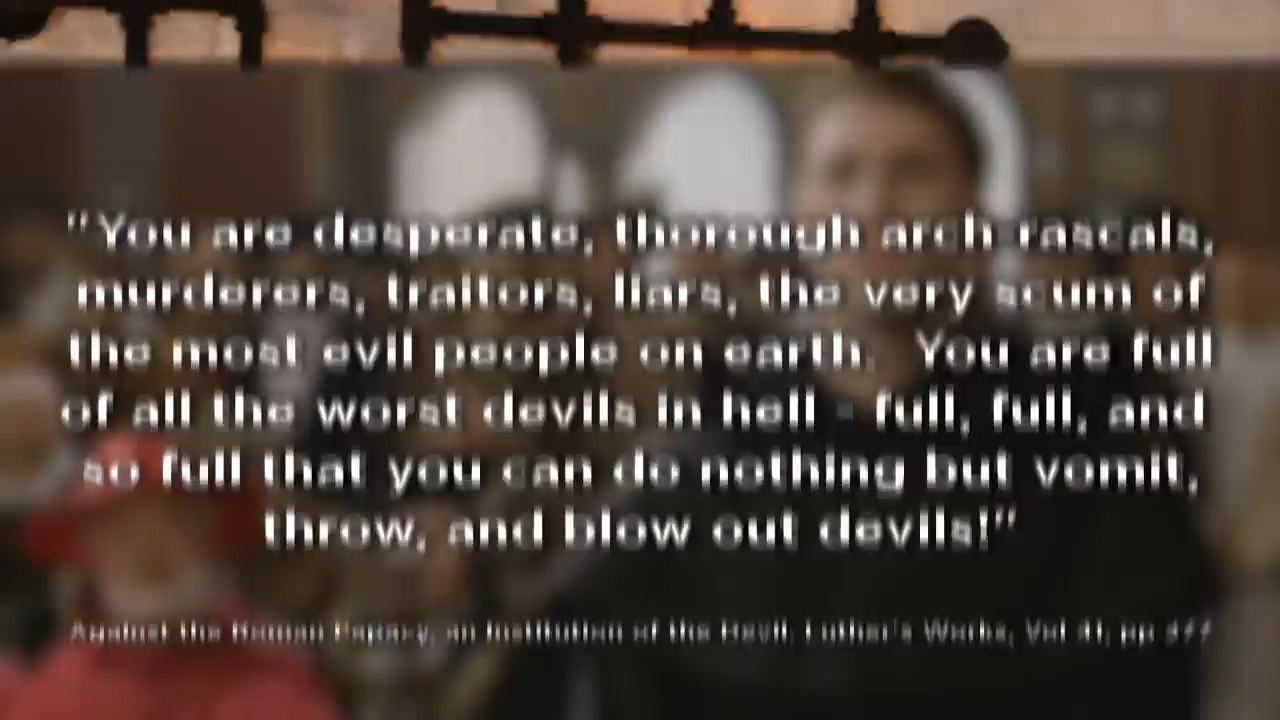 "You are desperate, thorough arch rascals,
murderers, traitors, liars, the very scum of
the most evil people on earth. You are full
of all the worst devils in hell - full, full, and
so full that you can do nothing but vomit,
throw, and blow out devils!"
Against the Roman Papacy, an Institution of the Devil, Luther's Works, Vol 41, pp